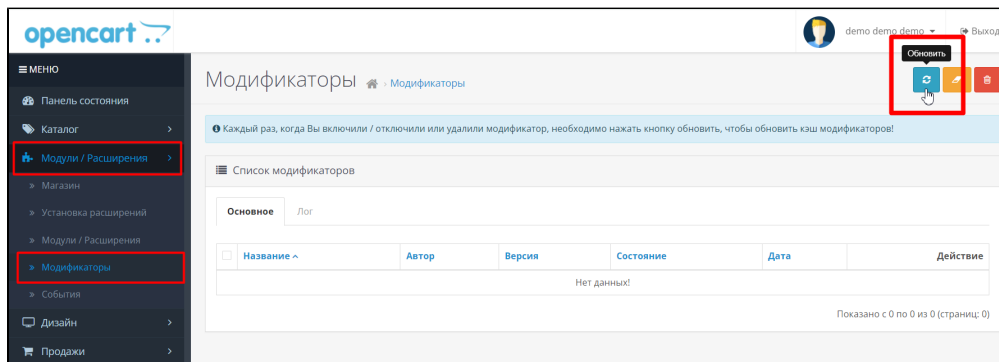 opencart
demo demo demo
Выход
Обновить
МЕНЮ
Модификаторы
Модификаторы
Панель состояния
Каталог
Каждый раз, когда Вы включили / отключили или удалили модификатор, необходимо нажать кнопку обновить, чтобы обновить кэш модификаторов!
Модули / Расширения
Список модификаторов
Магазин
Установка расширений
Основное
Лог
Модули / Расширения
Название
Автор
Версия
Состояние
Дата
Действие
Модификаторы
Нет данных!
События
Показано с 0 по 0 из 0 (страниц: 0)
Дизайн
Продажи